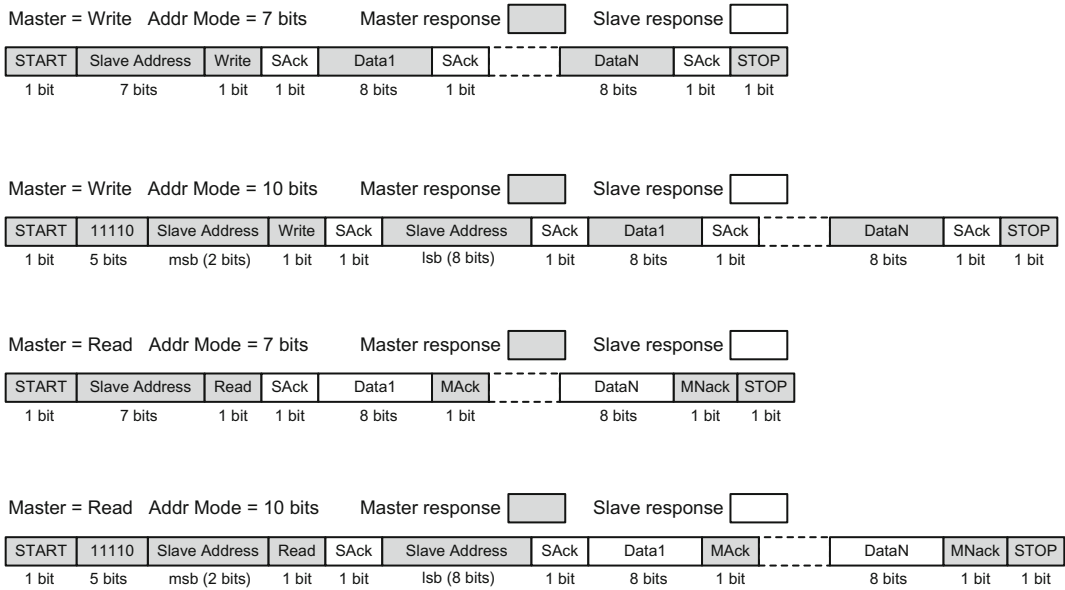 Master = Write Addr Mode = 7 bits Master response Slave response
START Slave Address Write SAck Data1 SAck DataN SAck STOP
1 bit 7 bits 1 bit 1 bit 8 bits 1 bit 8 bits 1 bit 1 bit
Master = Write Addr Mode = 10 bits Master response Slave response
START 11110 Slave Address Write SAck Slave Address SAck Data1 SAck DataN SAck STOP
1 bit 5 bits msb (2 bits) 1 bit 1 bit lsb (8 bits) 1 bit 8 bits 1 bit 8 bits 1 bit 1 bit
Master = Read Addr Mode = 7 bits Master response Slave response
START Slave Address Read SAck Data1 MAck DataN MNack STOP
1 bit 7 bits 1 bit 1 bit 8 bits 1 bit 8 bits 1 bit 1 bit
Master = Read Addr Mode = 10 bits Master response Slave response
START 11110 Slave Address Read SAck Slave Address SAck Data1 MAck DataN MNack STOP
1 bit 5 bits msb (2 bits) 1 bit 1 bit lsb (8 bits) 1 bit 8 bits 1 bit 8 bits 1 bit 1 bit